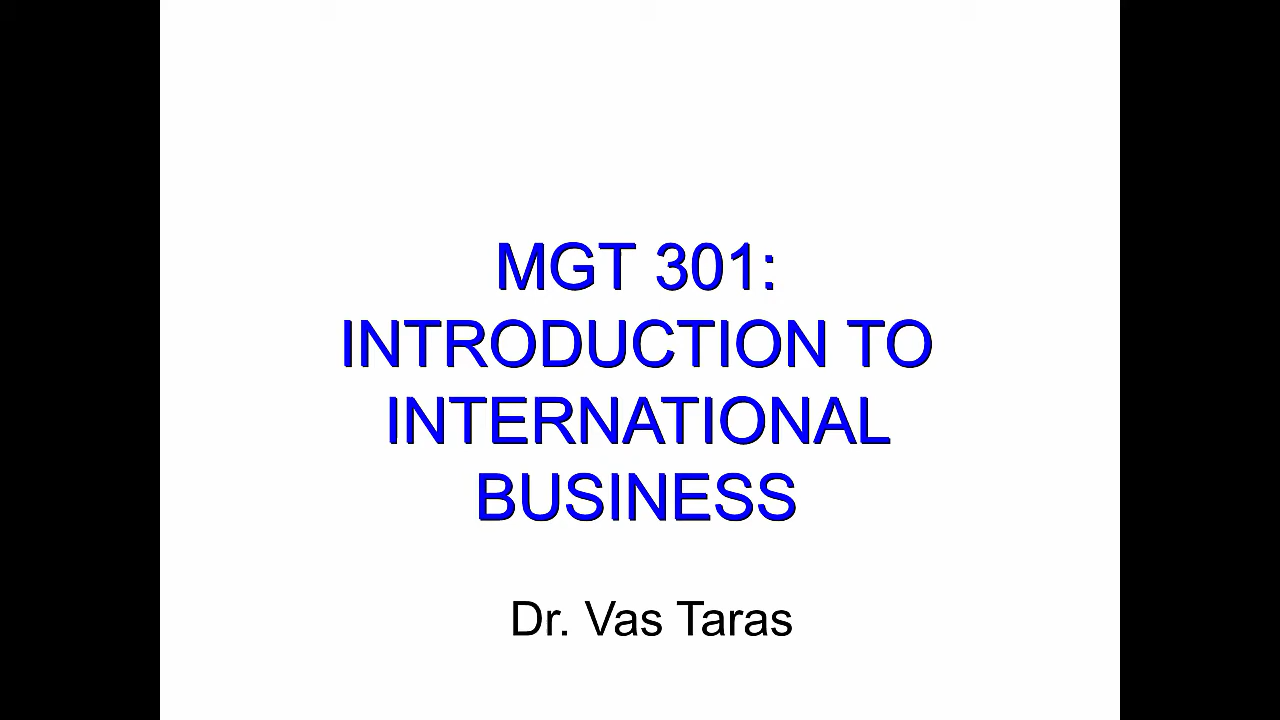 MGT 301:
INTRODUCTION TO
INTERNATIONAL
BUSINESS
Dr. Vas Taras